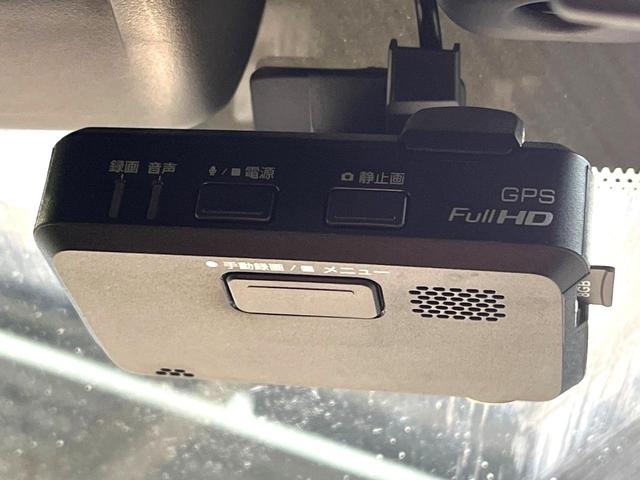 録画 音声
/■ 電源
静止画
GPS
Full HD
● 手動録画/■ メニュー
8GB